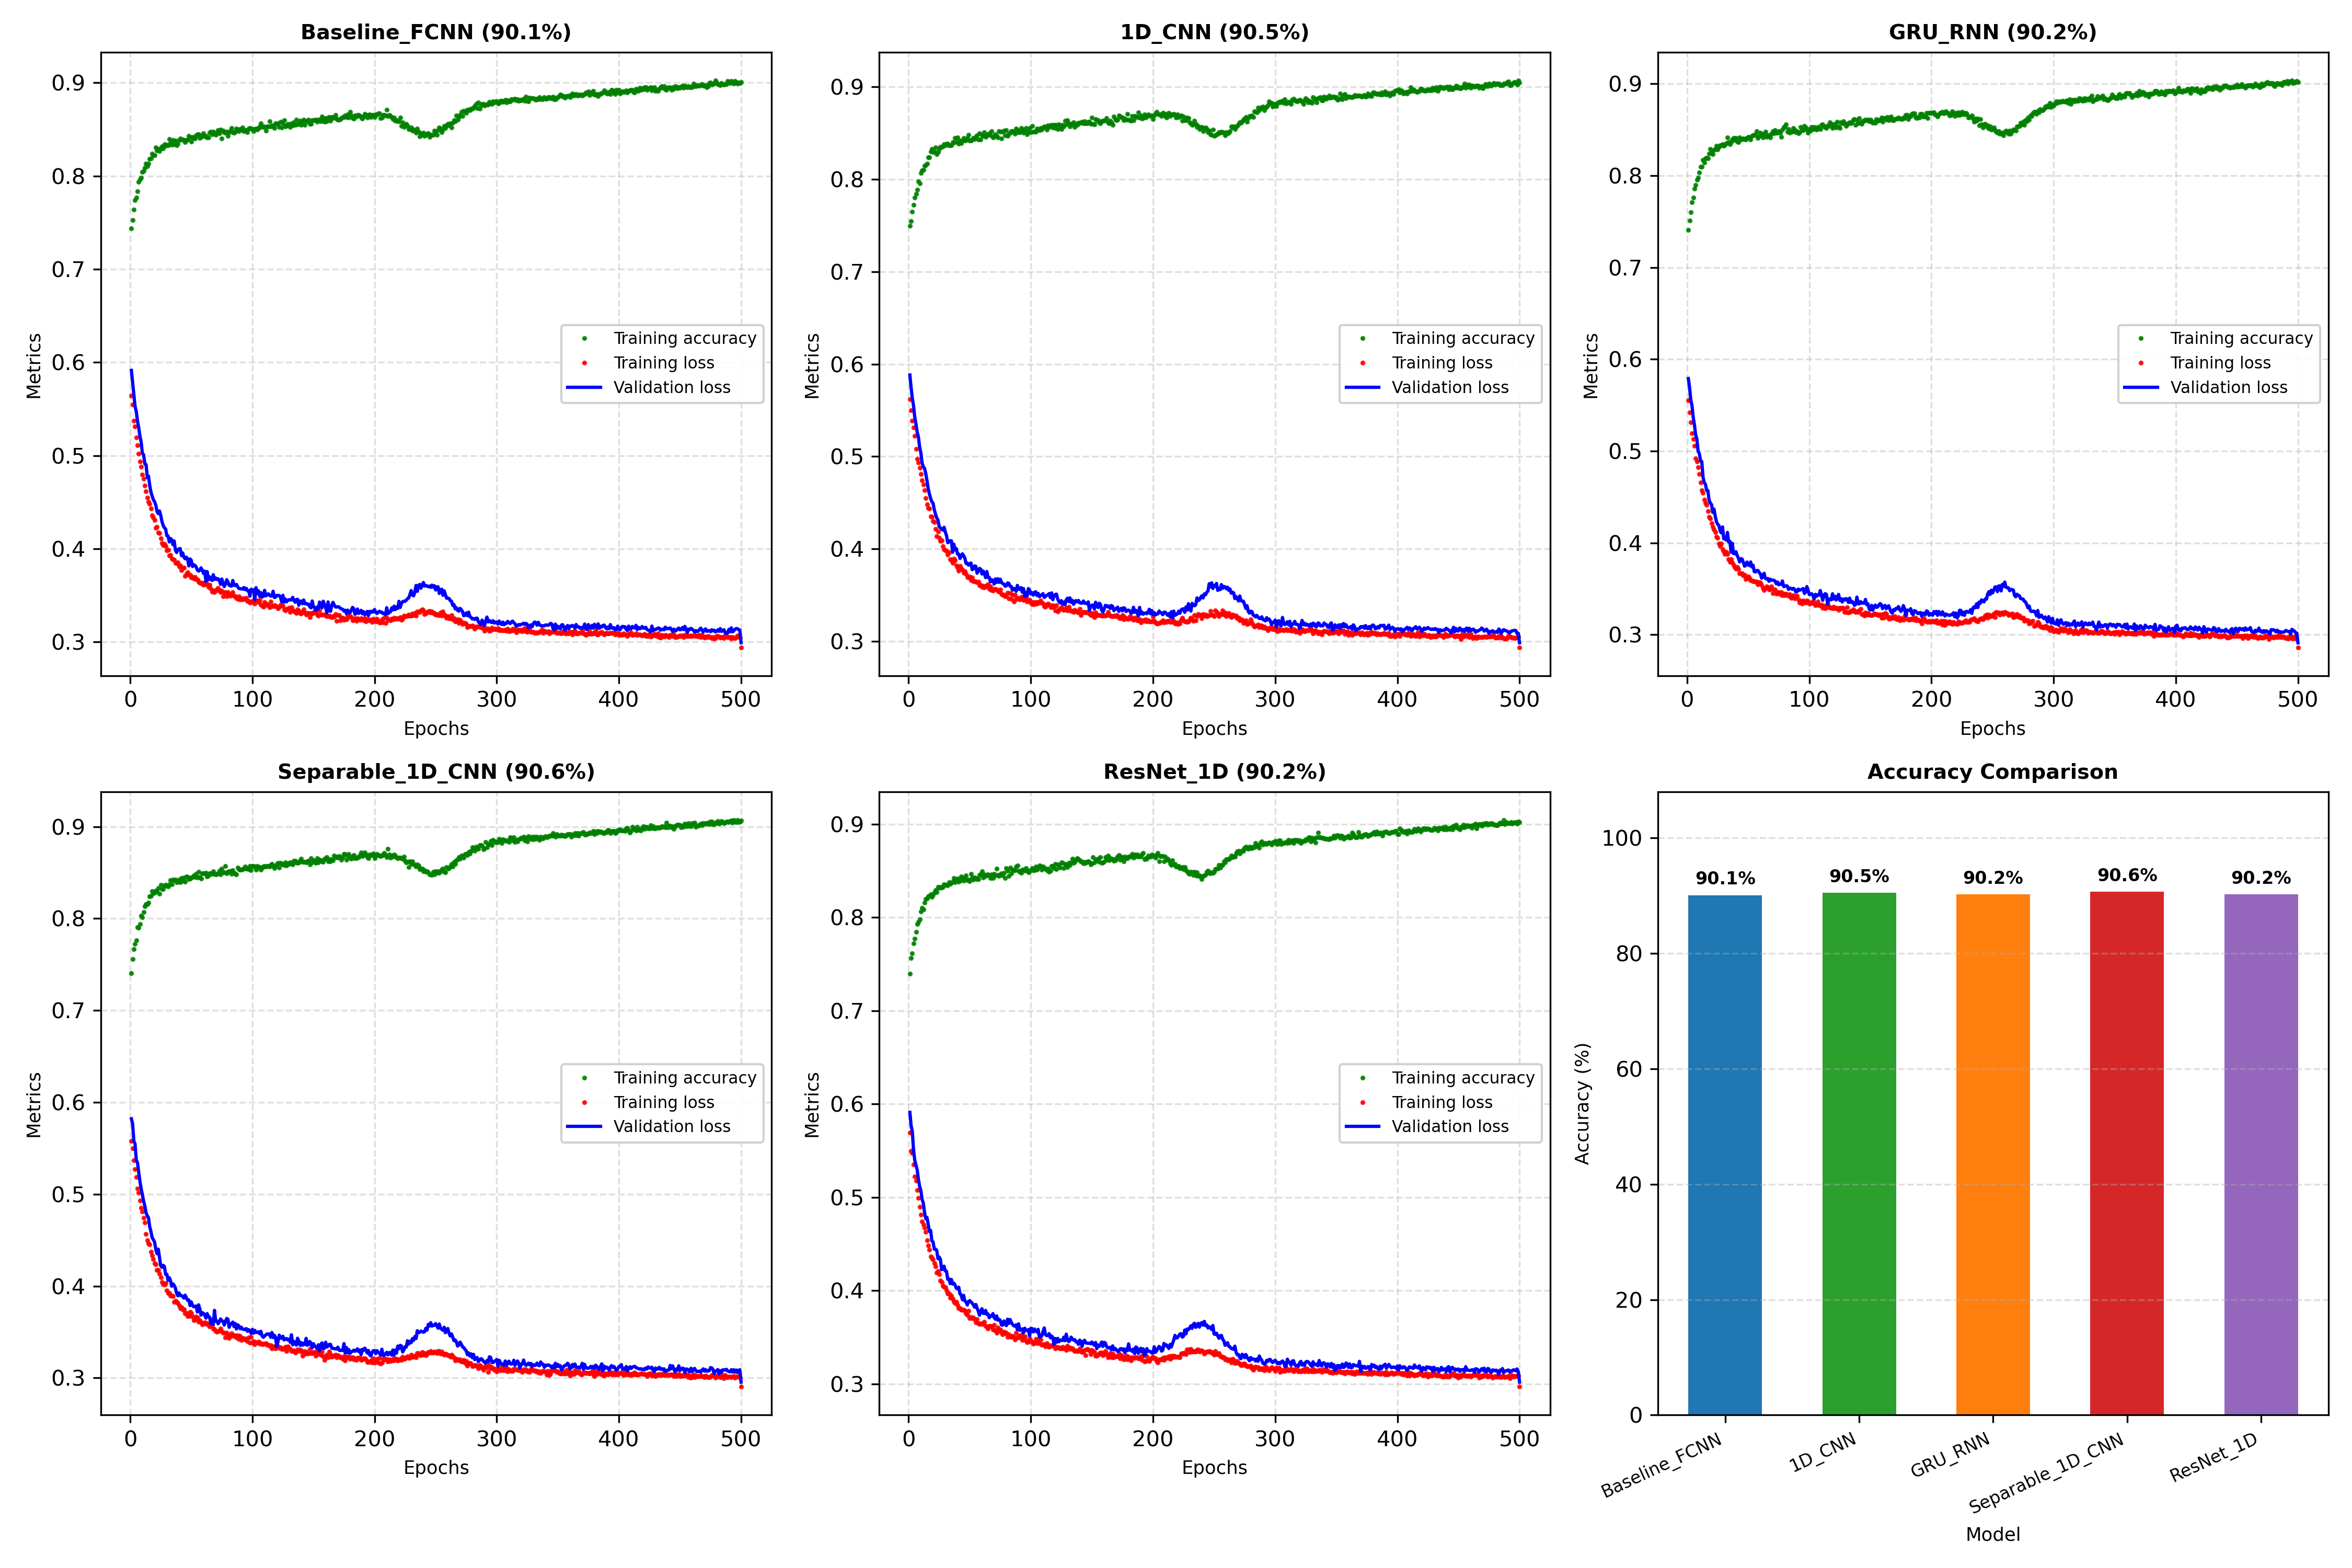 Baseline_FCNN (90.1%)
0.9
0.8
0.7
0.6
0.5
0.4
0.3
Metrics
Training accuracy
Training loss
Validation loss
0 100 200 300 400 500
Epochs
1D_CNN (90.5%)
0.9
0.8
0.7
0.6
0.5
0.4
0.3
Metrics
Training accuracy
Training loss
Validation loss
0 100 200 300 400 500
Epochs
GRU_RNN (90.2%)
0.9
0.8
0.7
0.6
0.5
0.4
0.3
Metrics
Training accuracy
Training loss
Validation loss
0 100 200 300 400 500
Epochs
Separable_1D_CNN (90.6%)
0.9
0.8
0.7
0.6
0.5
0.4
0.3
Metrics
Training accuracy
Training loss
Validation loss
0 100 200 300 400 500
Epochs
ResNet_1D (90.2%)
0.9
0.8
0.7
0.6
0.5
0.4
0.3
Metrics
Training accuracy
Training loss
Validation loss
0 100 200 300 400 500
Epochs
Accuracy Comparison
100
80
60
40
20
0
Accuracy (%)
90.1% 90.5% 90.2% 90.6% 90.2%
Baseline_FCNN 1D_CNN GRU_RNN Separable_1D_CNN ResNet_1D
Model